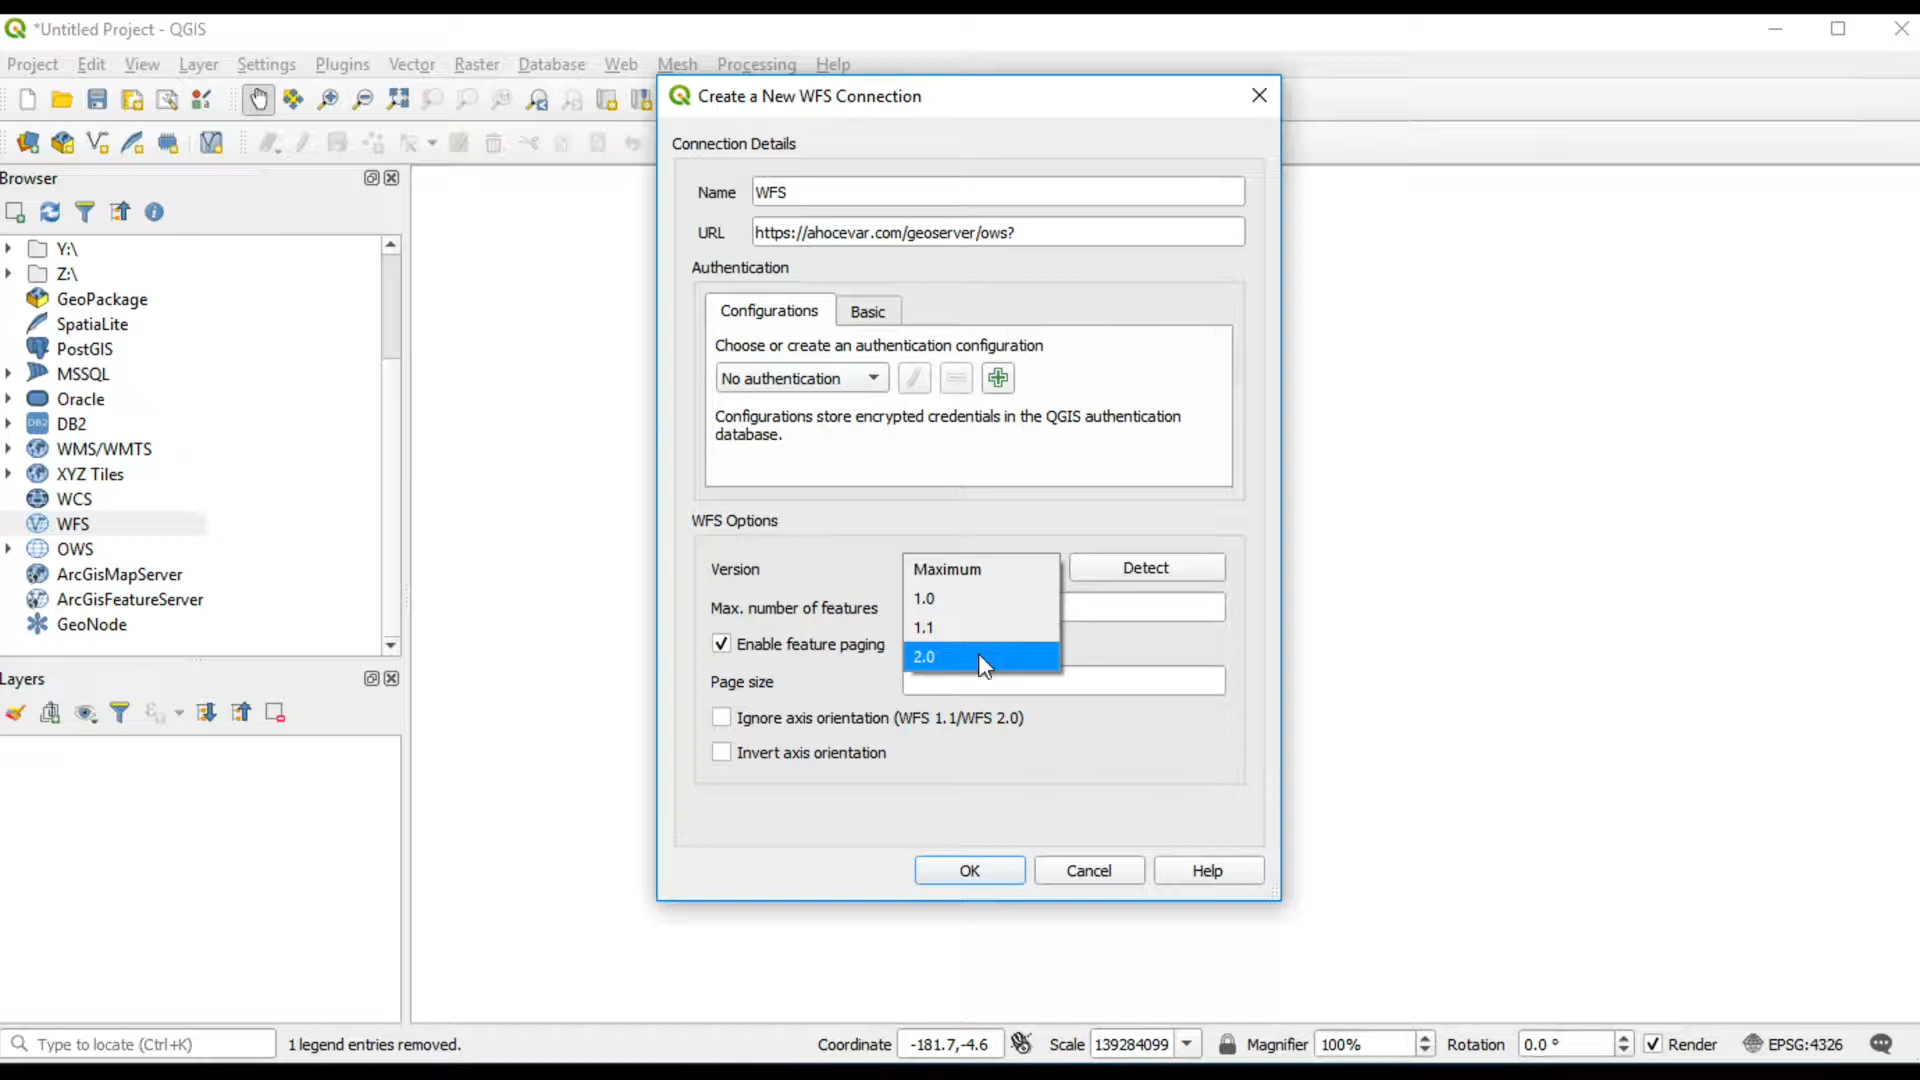 *Untitled Project - QGIS
Project Edit View Layer Settings Plugins Vector Raster Database Web Mesh Processing Help
Create a New WFS Connection
Connection Details
Name WFS
URL https://ahocevar.com/geoserver/ows?
Authentication
Configurations Basic
Choose or create an authentication configuration
No authentication
Configurations store encrypted credentials in the QGIS authentication
database.
WFS Options
Version Maximum Detect
1.0
Max. number of features
1.1
Enable feature paging
2.0
Page size
Ignore axis orientation (WFS 1.1/WFS 2.0)
Invert axis orientation
OK Cancel Help
Browser
Y:\
Z:\
GeoPackage
SpatiaLite
PostGIS
MSSQL
Oracle
DB2 DB2
WMS/WMTS
XYZ Tiles
WCS
WFS
OWS
ArcGisMapServer
ArcGisFeatureServer
GeoNode
Layers
Type to locate (Ctrl+K) 1 legend entries removed. Coordinate -181.7,-4.6 Scale 139284099 Magnifier 100% Rotation 0.0 ° Render EPSG:4326